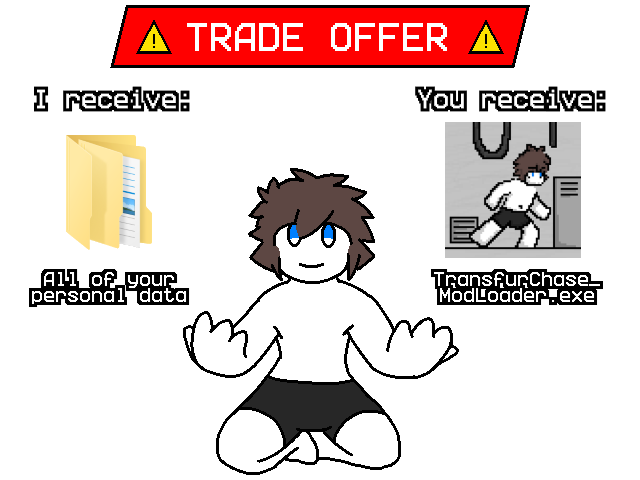 TRADE OFFER
I receive:
You receive:
All of your
personal data
TransfurChase_
ModLoader.exe